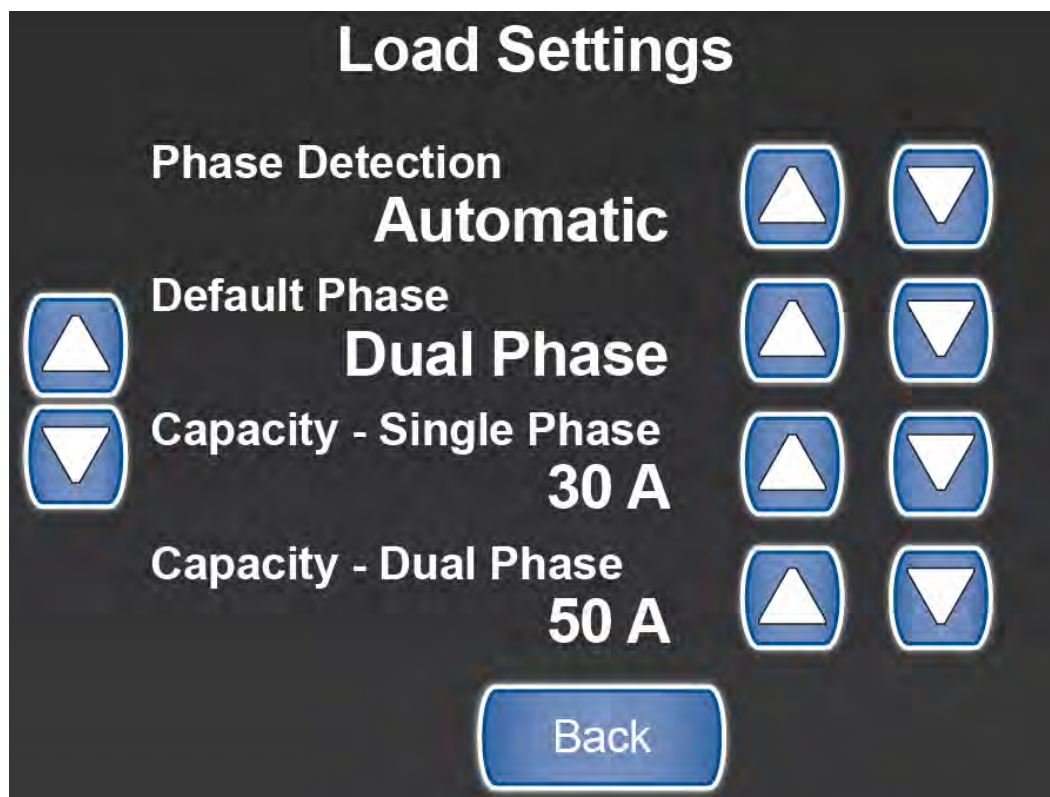 Load Settings
Phase Detection
Automatic
Default Phase
Dual Phase
Capacity - Single Phase
30 A
Capacity - Dual Phase
50 A
Back